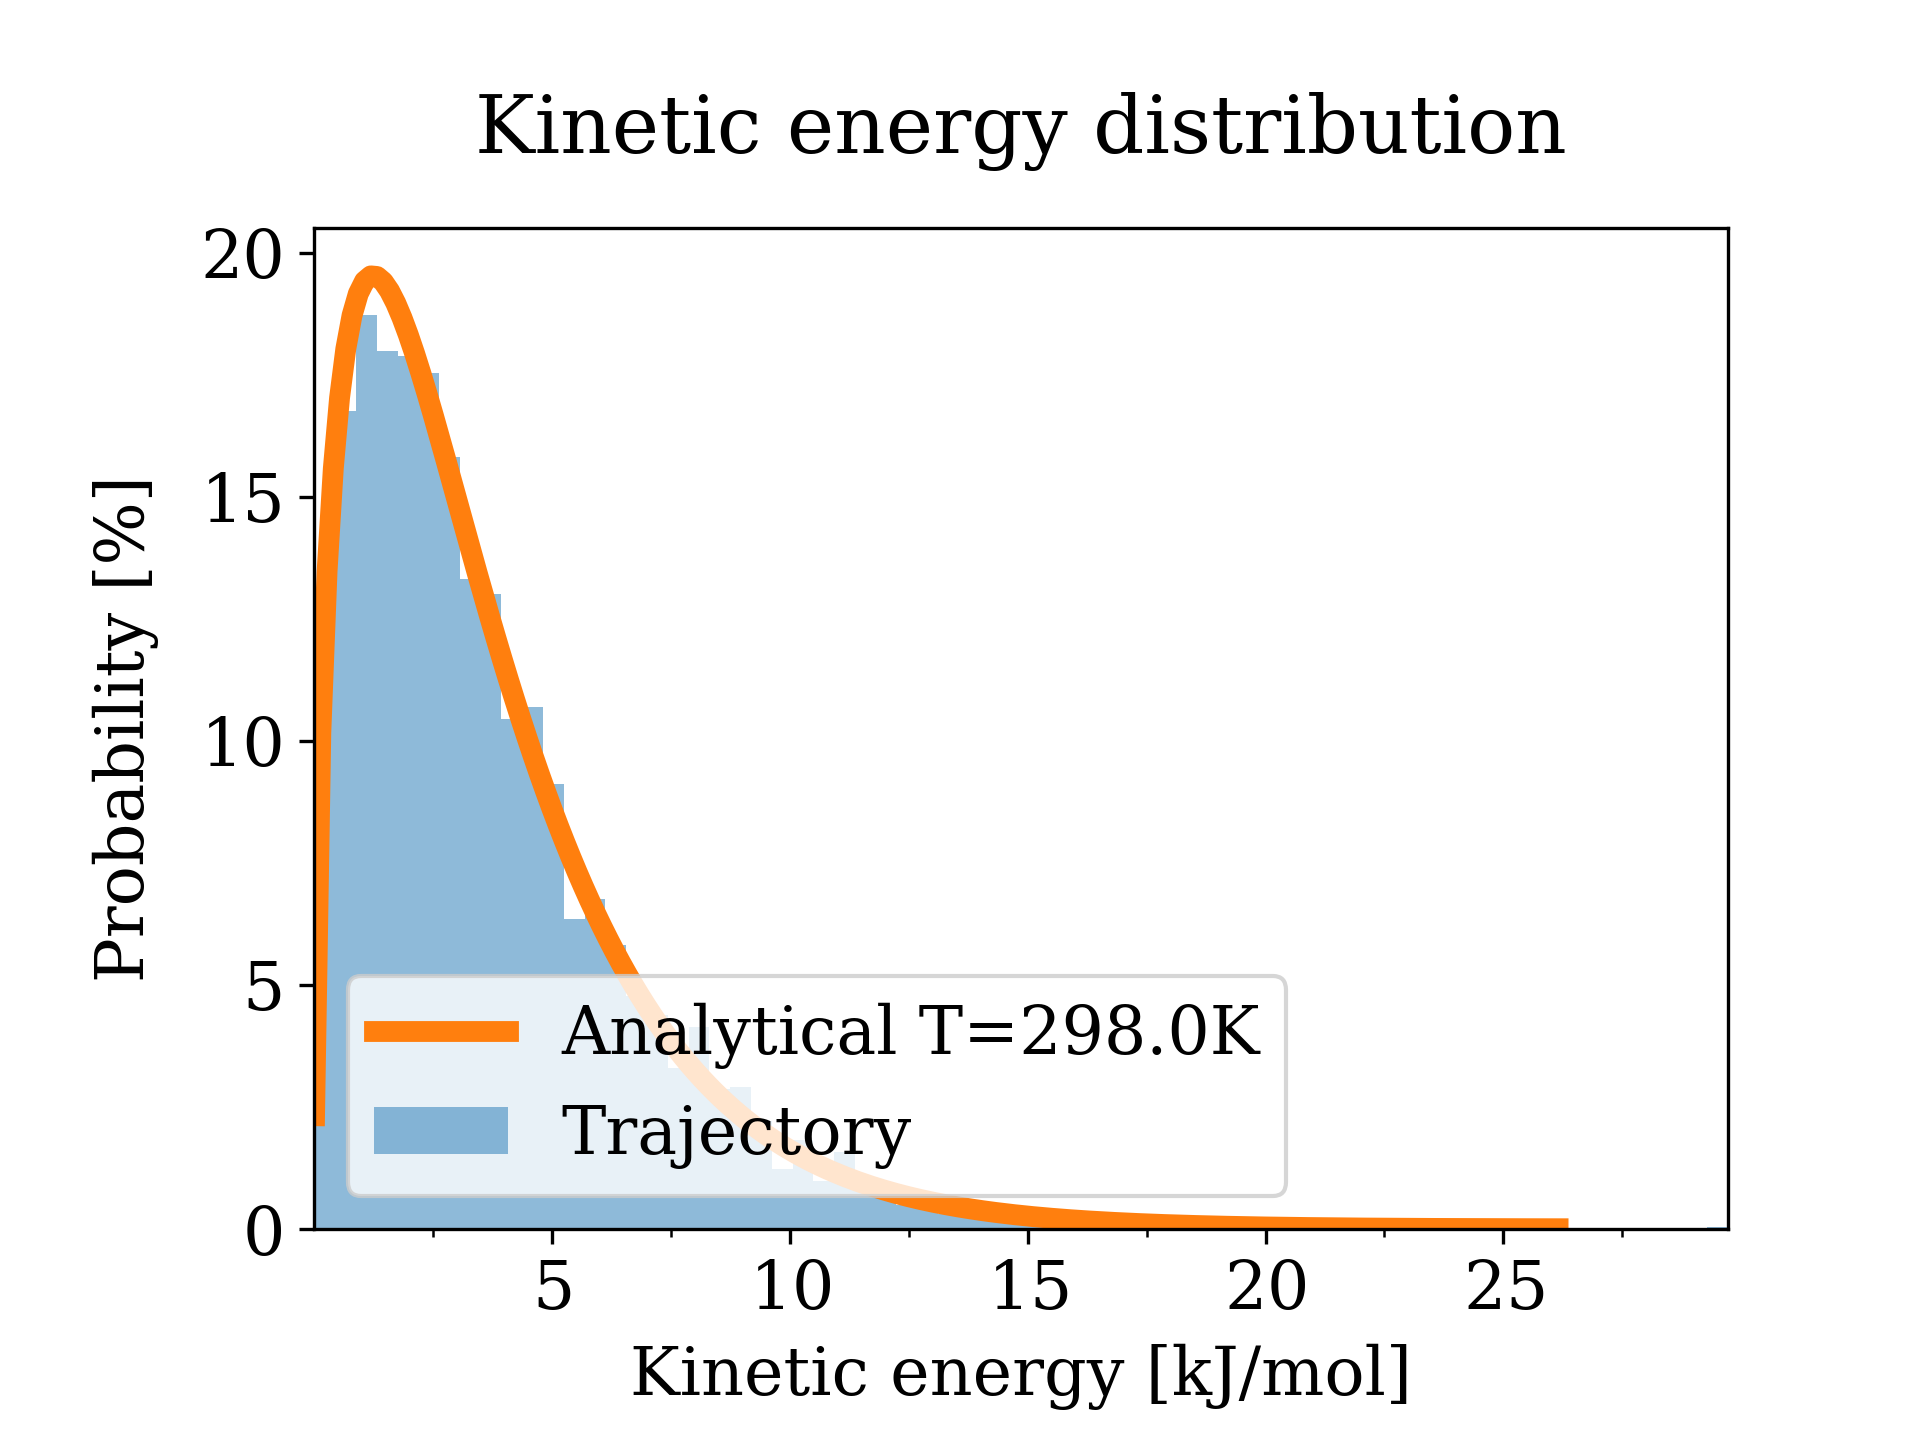 Kinetic energy distribution
20
15
10
5
0
Probability [%]
Analytical T=298.0K
Trajectory
5 10 15 20 25
Kinetic energy [kJ/mol]